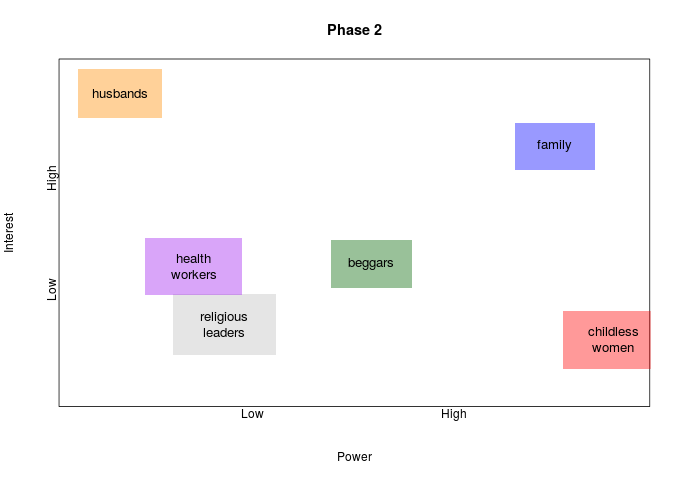 Phase 2
husbands
family
High
Interest
health
workers
beggars
Low
religious
leaders
childless
women
Low
High
Power